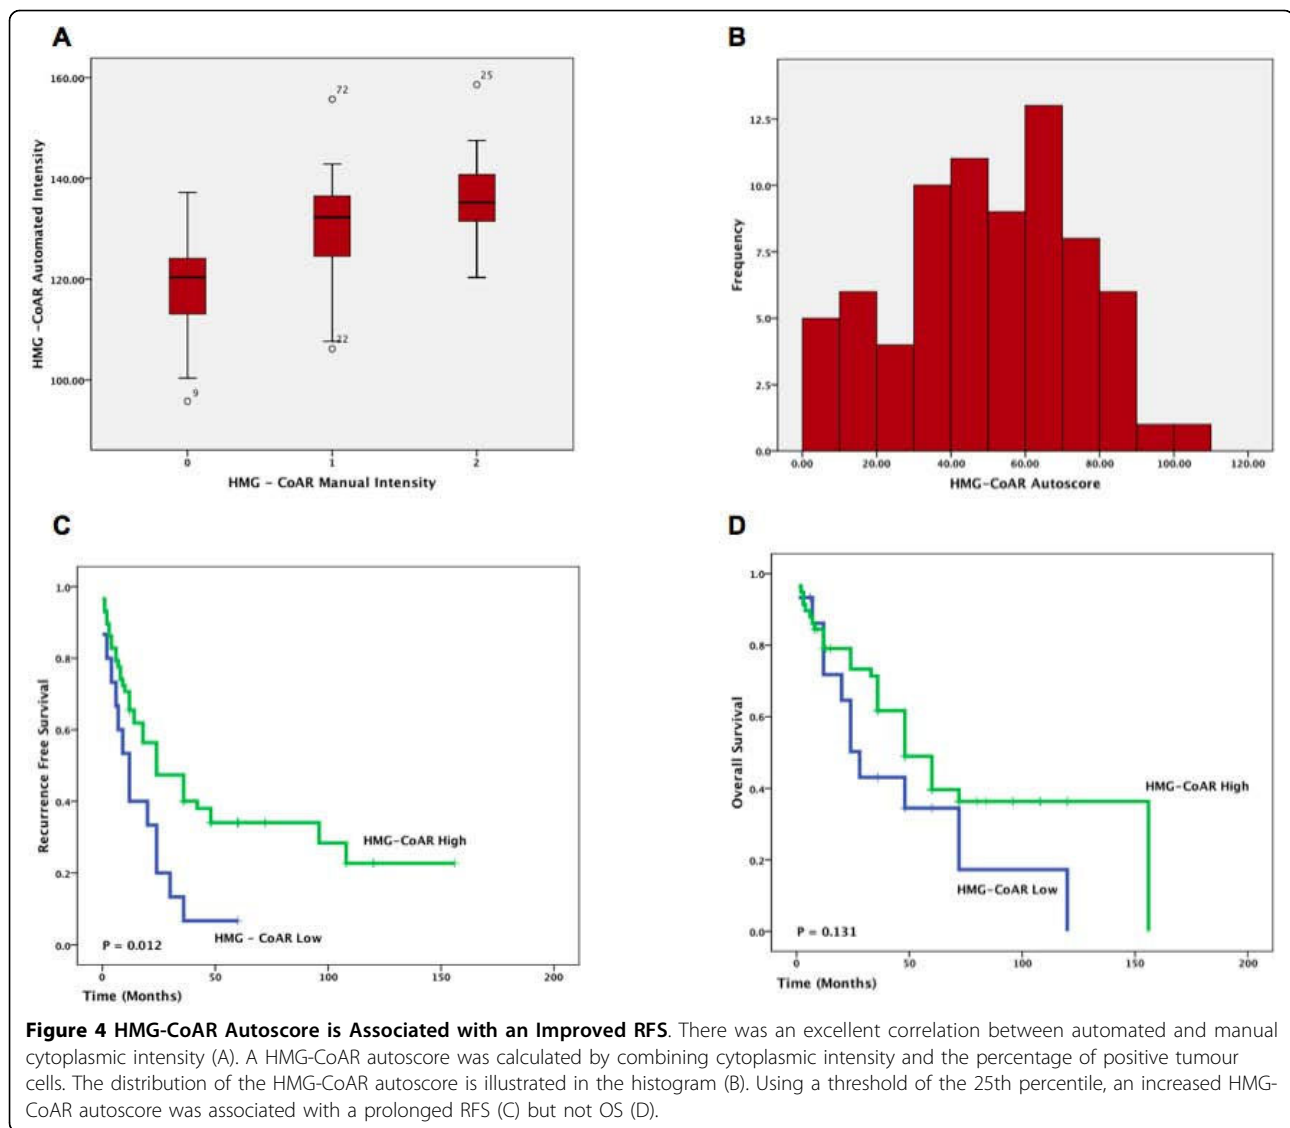 A
HMG -CoAR Automated Intensity
160.00
140.00
120.00
100.00
72
25
32
9
0
1
2
HMG - CoAR Manual Intensity
B
Frequency
12.5
10.0
7.5
5.0
2.5
0.0
0.00
20.00
40.00
60.00
80.00
100.00
120.00
HMG-CoAR Autoscore
C
Recurrence Free Survival
1.0
0.8
0.6
0.4
0.2
0.0
HMG-CoAR High
HMG - CoAR Low
P = 0.012
0
50
100
150
200
Time (Months)
D
Overall Survival
1.0
0.8
0.6
0.4
0.2
0.0
HMG-CoAR High
HMG-CoAR Low
P = 0.131
0
50
100
150
200
Time (Months)
Figure 4 HMG-CoAR Autoscore is Associated with an Improved RFS. There was an excellent correlation between automated and manual
cytoplasmic intensity (A). A HMG-CoAR autoscore was calculated by combining cytoplasmic intensity and the percentage of positive tumour
cells. The distribution of the HMG-CoAR autoscore is illustrated in the histogram (B). Using a threshold of the 25th percentile, an increased HMG-
CoAR autoscore was associated with a prolonged RFS (C) but not OS (D).